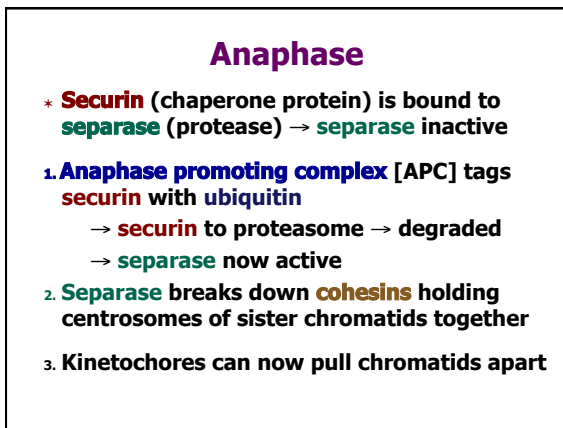 Anaphase
* Securin (chaperone protein) is bound to
separase (protease) → separase inactive
1. Anaphase promoting complex [APC] tags
securin with ubiquitin
→ securin to proteasome → degraded
→ separase now active
2. Separase breaks down cohesins holding
centrosomes of sister chromatids together
3. Kinetochores can now pull chromatids apart